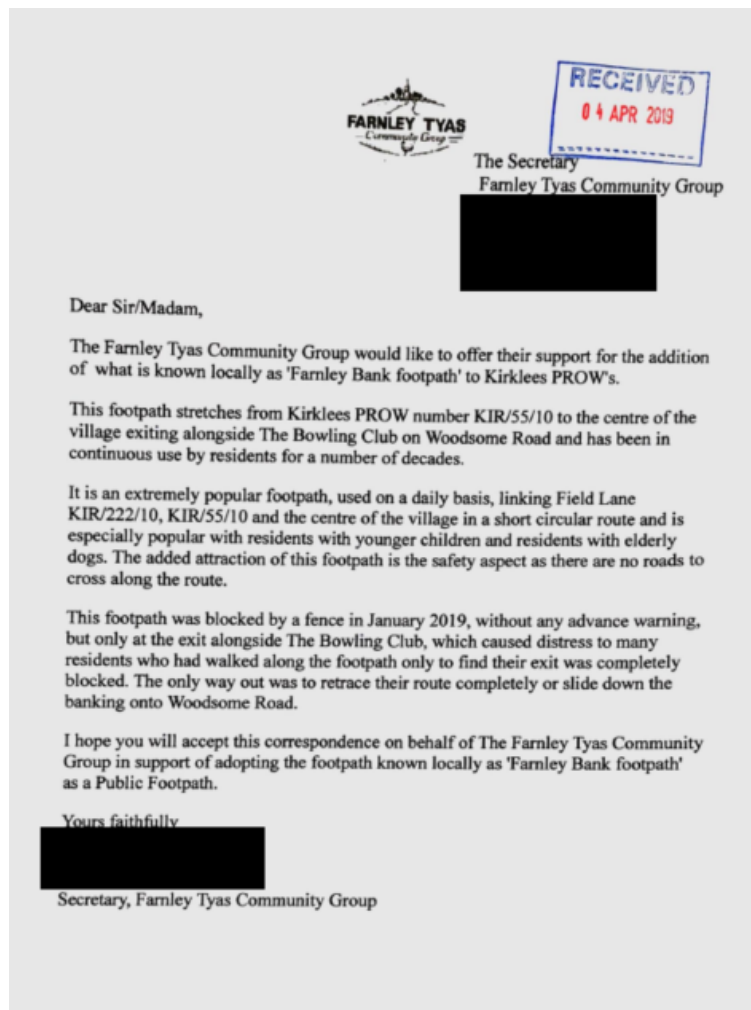 FARNLEY TYAS
Community Group
RECEIVED
04 APR 2019
The Secretary
Farnley Tyas Community Group
Dear Sir/Madam,
The Farnley Tyas Community Group would like to offer their support for the addition
of what is known locally as 'Farnley Bank footpath' to Kirklees PROW's.
This footpath stretches from Kirklees PROW number KIR/55/10 to the centre of the
village exiting alongside The Bowling Club on Woodsome Road and has been in
continuous use by residents for a number of decades.
It is an extremely popular footpath, used on a daily basis, linking Field Lane
KIR/222/10, KIR/55/10 and the centre of the village in a short circular route and is
especially popular with residents with younger children and residents with elderly
dogs. The added attraction of this footpath is the safety aspect as there are no roads to
cross along the route.
This footpath was blocked by a fence in January 2019, without any advance warning,
but only at the exit alongside The Bowling Club, which caused distress to many
residents who had walked along the footpath only to find their exit was completely
blocked. The only way out was to retrace their route completely or slide down the
banking onto Woodsome Road.
I hope you will accept this correspondence on behalf of The Farnley Tyas Community
Group in support of adopting the footpath known locally as 'Farnley Bank footpath'
as a Public Footpath.
Yours faithfully
Secretary, Farnley Tyas Community Group